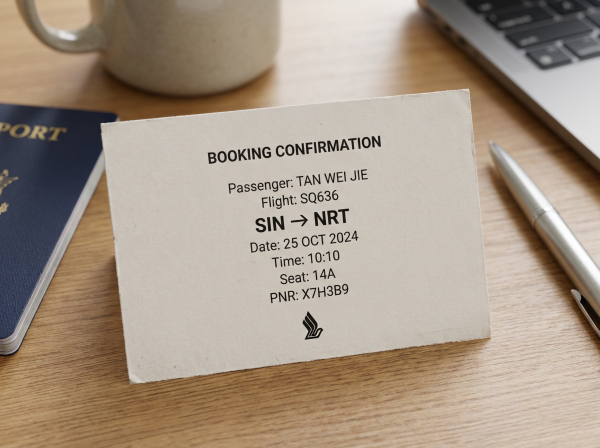 PORT
BOOKING CONFIRMATION
Passenger: TAN WEI JIE
Flight: SQ636
SIN → NRT
Date: 25 OCT 2024
Time: 10:10
Seat: 14A
PNR: X7H3B9